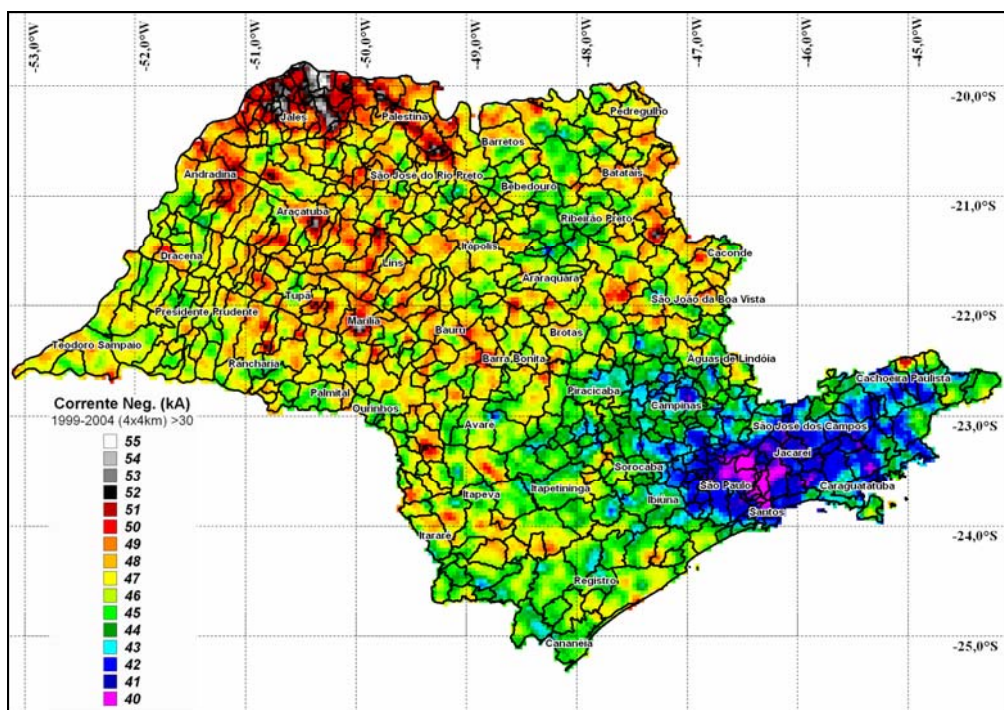 -53,0°W
-52,0°W
-51,0°W
-50,0°W
-49,0°W
-48,0°W
-47,0°W
-46,0°W
-45,0°W
-20,0°S
Pedregulho
Jales
Palestina
Barretos
Andradina
São José do Rio Preto
Batatais
Bebedouro
-21,0°S
Araçatuba
Ribeirão Preto
Dracena
Lins
Itópolis
Caconde
Araraquara
Tupã
São João da Boa Vista
-22,0°S
Presidente Prudente
Marília
Bauru
Brotas
Teodoro Sampaio
Rancharia
Barra Bonita
Águas de Lindóia
Cachoeira Paulista
Palmital
Piracicaba
Ourinhos
Campinas
-23,0°S
Avaré
São José dos Campos
Jacareí
Sorocaba
Itapeva
Itapetininga
Ibiuna
São Paulo
Caraguatatuba
Santos
Itararé
-24,0°S
Registro
Cananeia
-25,0°S
Corrente Neg. (kA)
1999-2004 (4x4km) >30
55
54
53
52
51
50
49
48
47
46
45
44
43
42
41
40